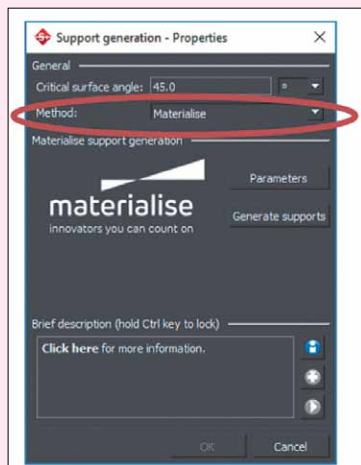 Support generation - Properties
General
Critical surface angle: 45.0 °
Method: Materialise
Materialise support generation
materialise
innovators you can count on
Parameters
Generate supports
Brief description (hold Ctrl key to lock)
Click here for more information.
OK Cancel